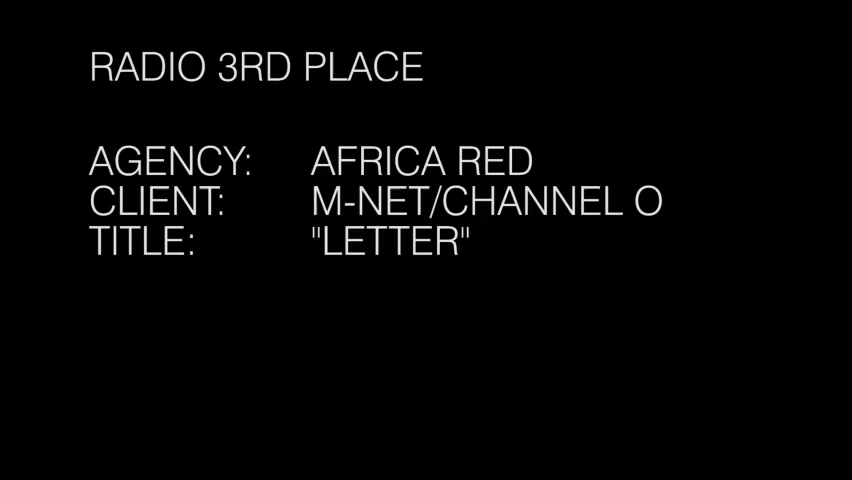 RADIO 3RD PLACE
AGENCY: AFRICA RED
CLIENT: M-NET/CHANNEL O
TITLE: "LETTER"